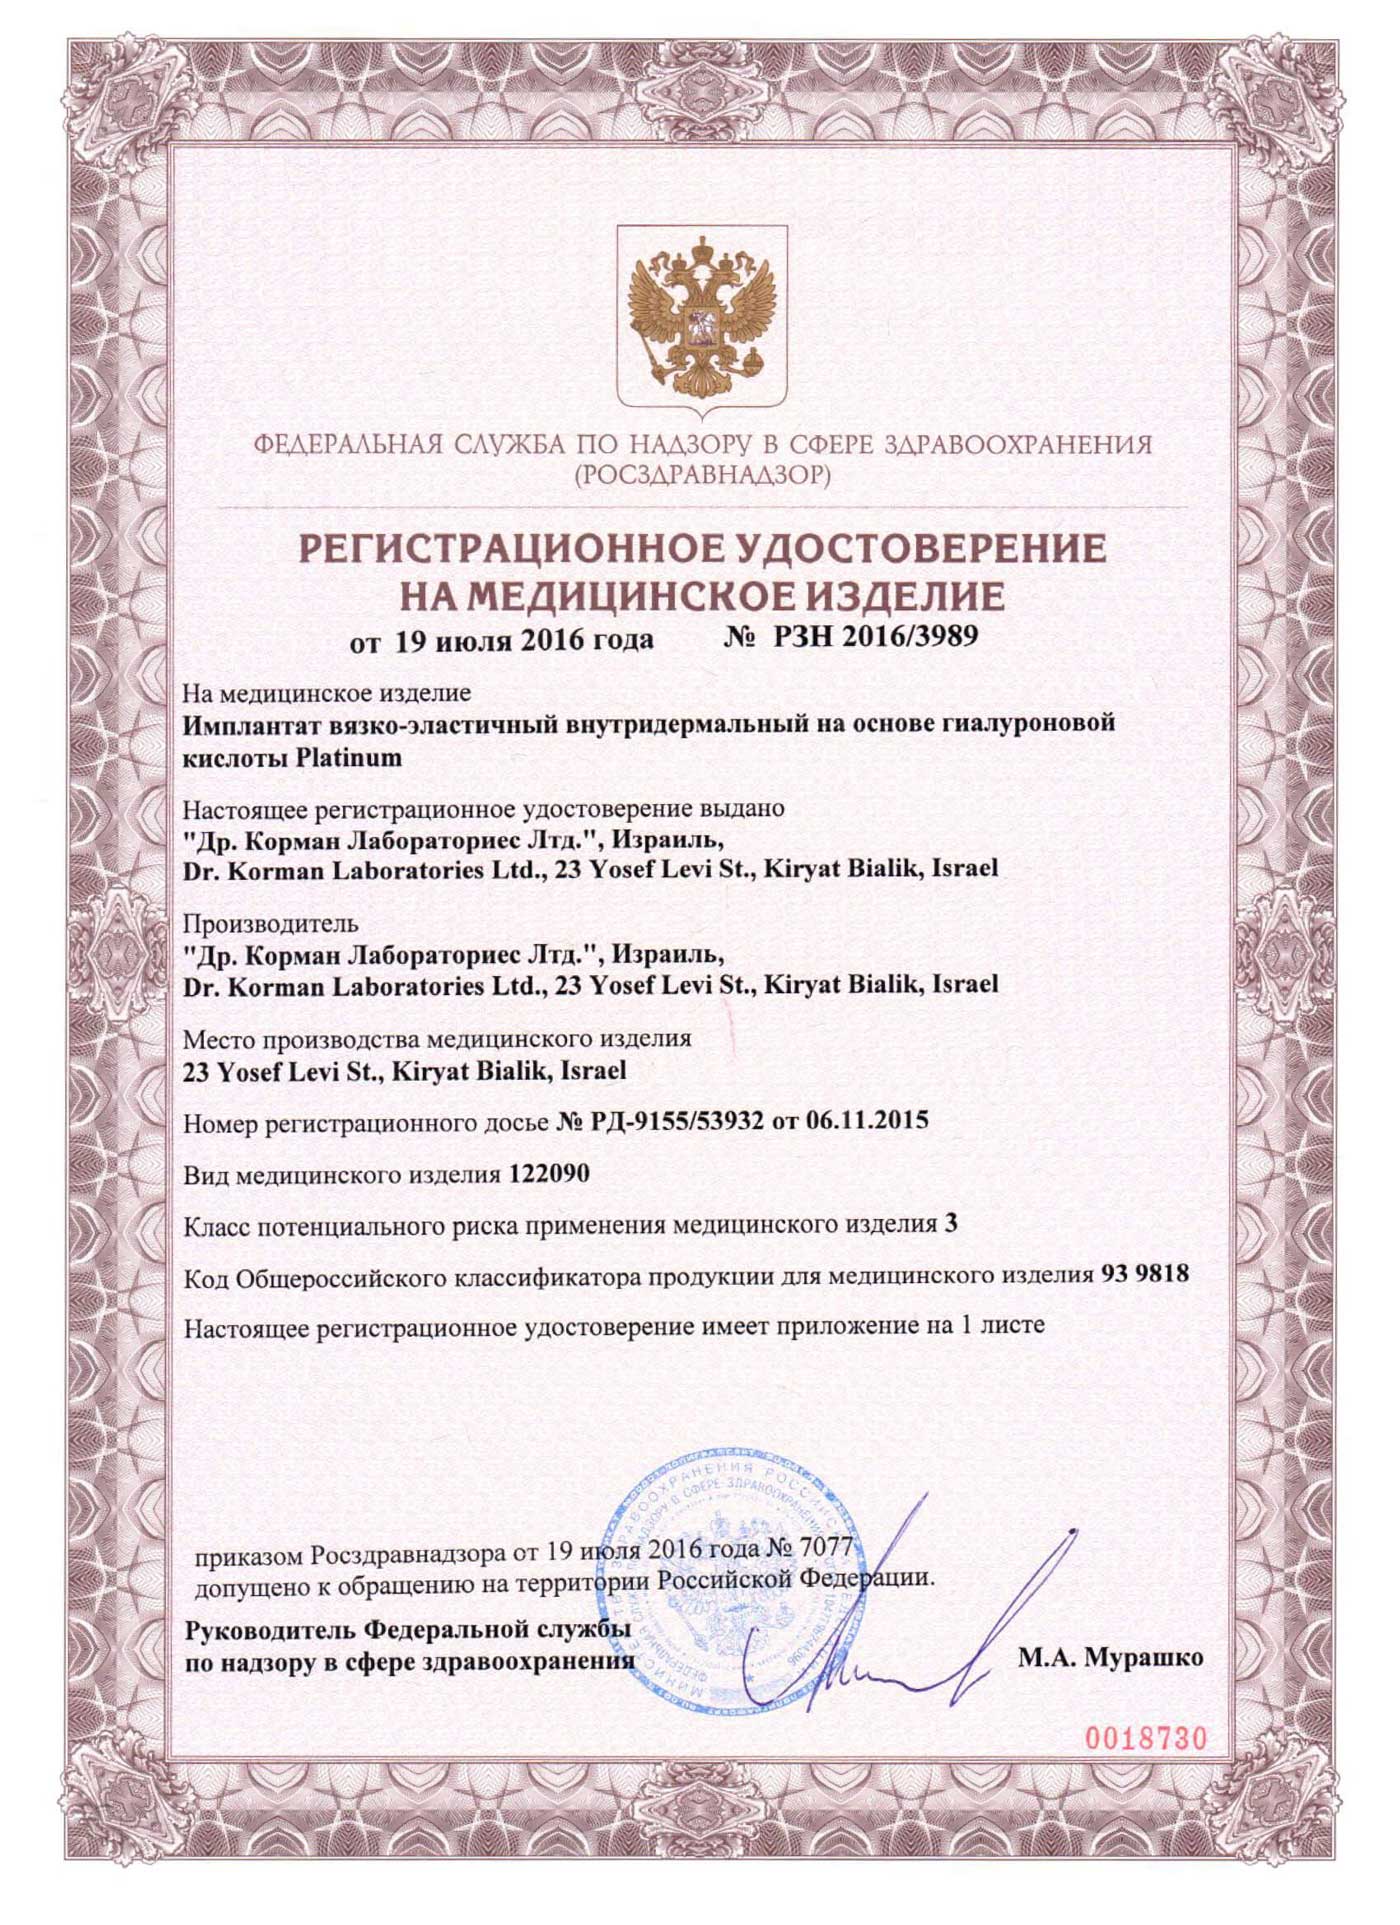 ФЕДЕРАЛЬНАЯ СЛУЖБА ПО НАДЗОРУ В СФЕРЕ ЗДРАВООХРАНЕНИЯ
(РОСЗДРАВНАДЗОР)
РЕГИСТРАЦИОННОЕ УДОСТОВЕРЕНИЕ
НА МЕДИЦИНСКОЕ ИЗДЕЛИЕ
от 19 июля 2016 года № РЗН 2016/3989
На медицинское изделие
Имплантат вязко-эластичный внутридермальный на основе гиалуроновой
кислоты Platinum
Настоящее регистрационное удостоверение выдано
"Др. Корман Лабораториес Лтд.", Израиль,
Dr. Korman Laboratories Ltd., 23 Yosef Levi St., Kiryat Bialik, Israel
Производитель
"Др. Корман Лабораториес Лтд.", Израиль,
Dr. Korman Laboratories Ltd., 23 Yosef Levi St., Kiryat Bialik, Israel
Место производства медицинского изделия
23 Yosef Levi St., Kiryat Bialik, Israel
Номер регистрационного досье № РД-9155/53932 от 06.11.2015
Вид медицинского изделия 122090
Класс потенциального риска применения медицинского изделия 3
Код Общероссийского классификатора продукции для медицинского изделия 93 9818
Настоящее регистрационное удостоверение имеет приложение на 1 листе
приказом Росздравнадзора от 19 июля 2016 года № 7077
допущено к обращению на территории Российской Федерации.
Руководитель Федеральной службы
по надзору в сфере здравоохранения
М.А. Мурашко
0018730